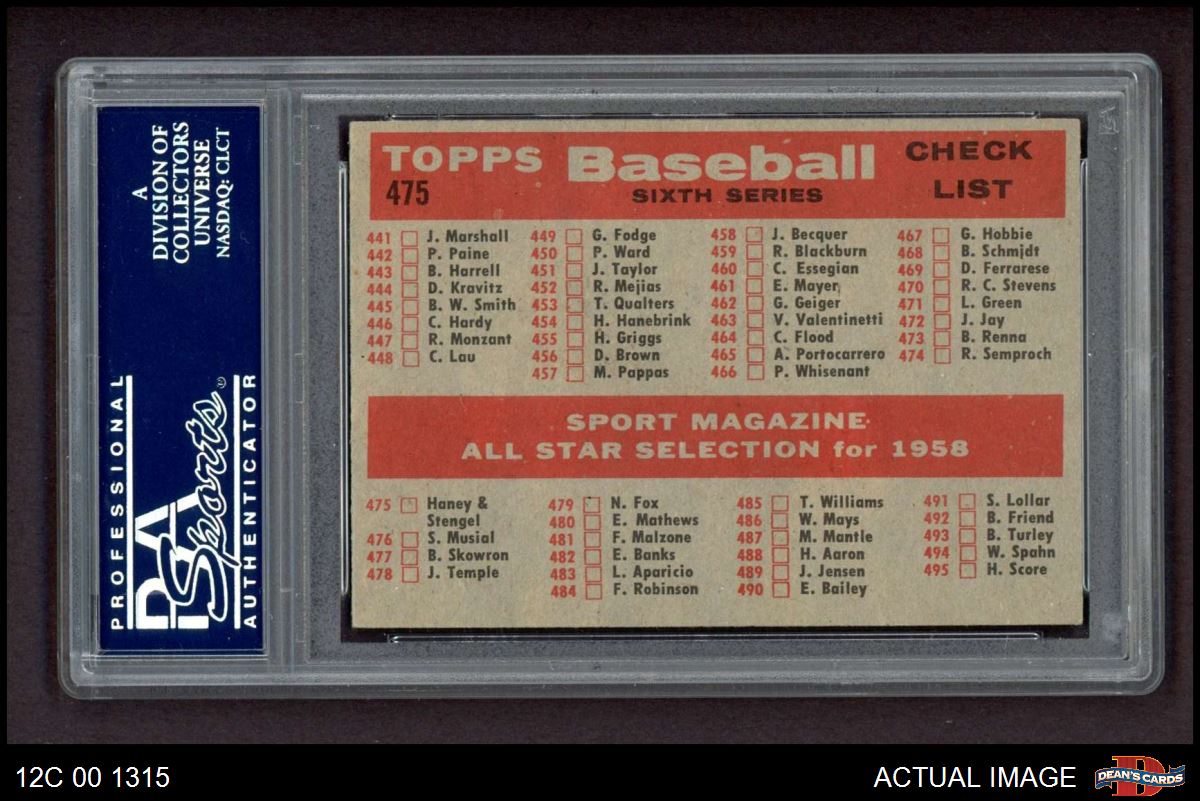 A
DIVISION OF
COLLECTORS
UNIVERSE
NASDAQ: CLCT
PROFESSIONAL
PSA
Sports®
AUTHENTICATOR
TOPPS Baseball CHECK
475 SIXTH SERIES LIST
441 J. Marshall
442 P. Paine
443 B. Harrell
444 D. Kravitz
445 B. W. Smith
446 C. Hardy
447 R. Monzant
448 C. Lau
449 G. Fodge
450 P. Ward
451 J. Taylor
452 R. Mejias
453 T. Qualters
454 H. Hanebrink
455 H. Griggs
456 D. Brown
457 M. Pappas
458 J. Becquer
459 R. Blackburn
460 C. Essegian
461 E. Mayer
462 G. Geiger
463 V. Valentinetti
464 C. Flood
465 A. Portocarrero
466 P. Whisenant
467 G. Hobbie
468 B. Schmidt
469 D. Ferrarese
470 R. C. Stevens
471 L. Green
472 J. Jay
473 B. Renna
474 R. Semproch
SPORT MAGAZINE
ALL STAR SELECTION for 1958
475 Haney &
Stengel
476 S. Musial
477 B. Skowron
478 J. Temple
479 N. Fox
480 E. Mathews
481 F. Malzone
482 E. Banks
483 L. Aparicio
484 F. Robinson
485 T. Williams
486 W. Mays
487 M. Mantle
488 H. Aaron
489 J. Jensen
490 E. Bailey
491 S. Lollar
492 B. Friend
493 B. Turley
494 W. Spahn
495 H. Score
12C 00 1315
ACTUAL IMAGE
DEAN'S CARDS